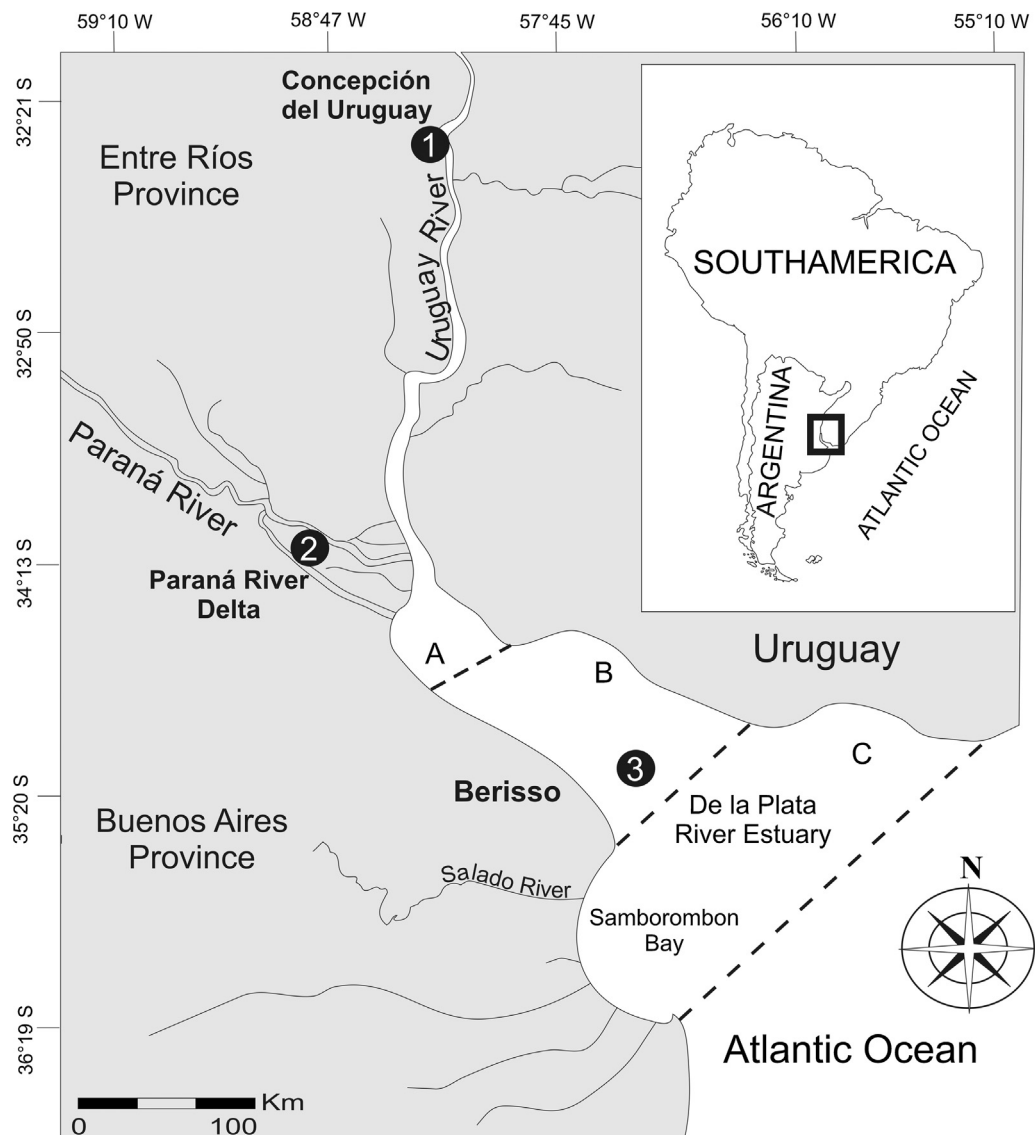 59°10 W
58°47 W
57°45 W
56°10 W
55°10 W
32°21 S
32°50 S
34°13 S
35°20 S
36°19 S
Concepción
del Uruguay
1
Entre Ríos
Province
Uruguay River
SOUTHAMERICA
ARGENTINA
ATLANTIC OCEAN
Paraná River
2
Paraná River
Delta
A
B
Uruguay
C
3
Berisso
De la Plata
River Estuary
Buenos Aires
Province
Salado River
Samborombon
Bay
N
Atlantic Ocean
Km
0
100